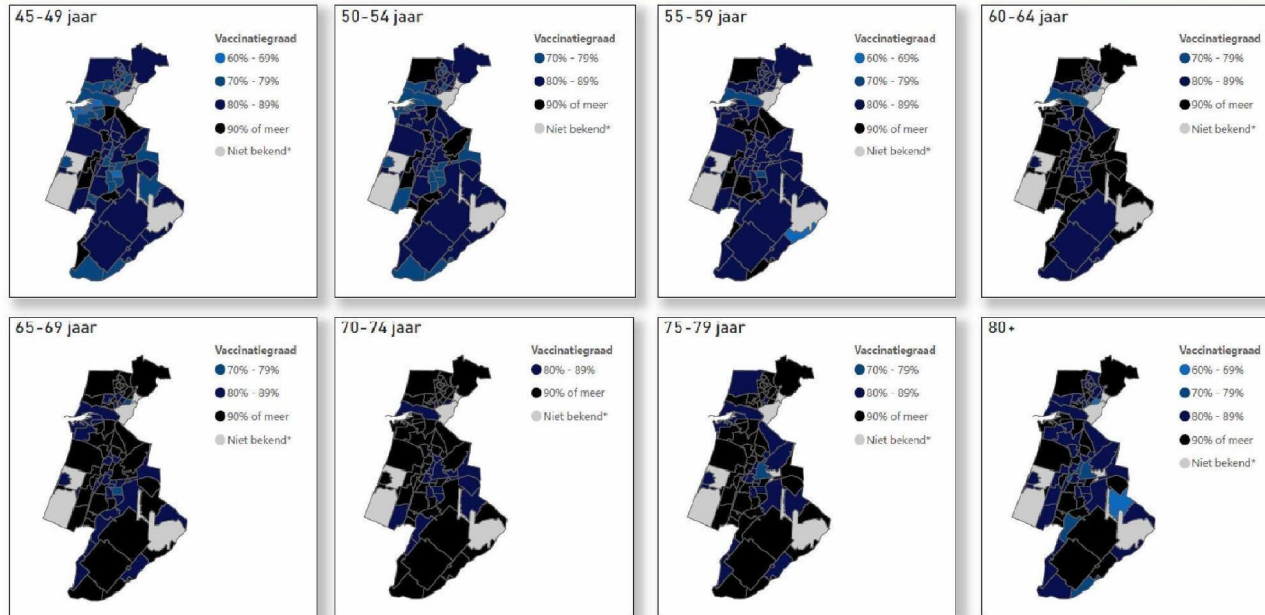 45-49 jaar
Vaccinatiegraad
60% - 69%
70% - 79%
80% - 89%
90% of meer
Niet bekend*
50-54 jaar
Vaccinatiegraad
70% - 79%
80% - 89%
90% of meer
Niet bekend*
55-59 jaar
Vaccinatiegraad
60% - 69%
70% - 79%
80% - 89%
90% of meer
Niet bekend*
60-64 jaar
Vaccinatiegraad
70% - 79%
80% - 89%
90% of meer
Niet bekend*
65-69 jaar
Vaccinatiegraad
70% - 79%
80% - 89%
90% of meer
Niet bekend*
70-74 jaar
Vaccinatiegraad
80% - 89%
90% of meer
Niet bekend*
75-79 jaar
Vaccinatiegraad
70% - 79%
80% - 89%
90% of meer
Niet bekend*
80+
Vaccinatiegraad
60% - 69%
70% - 79%
80% - 89%
90% of meer
Niet bekend*